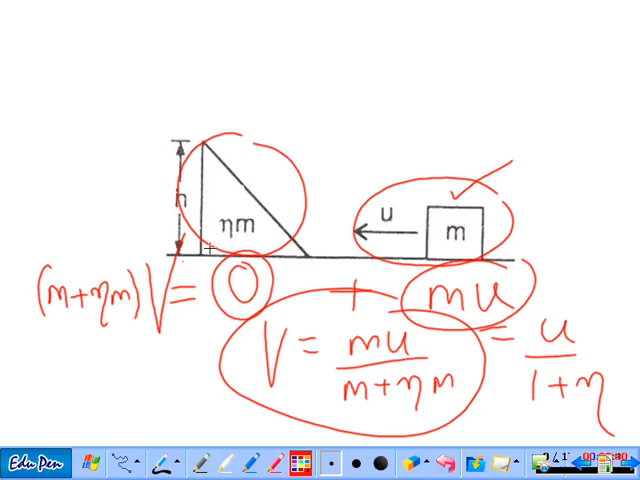 h
ηm
u
m
(m+ηm)V = 0 + mu
V = mu/(m+ηm) = u/(1+η)
Edu Pen